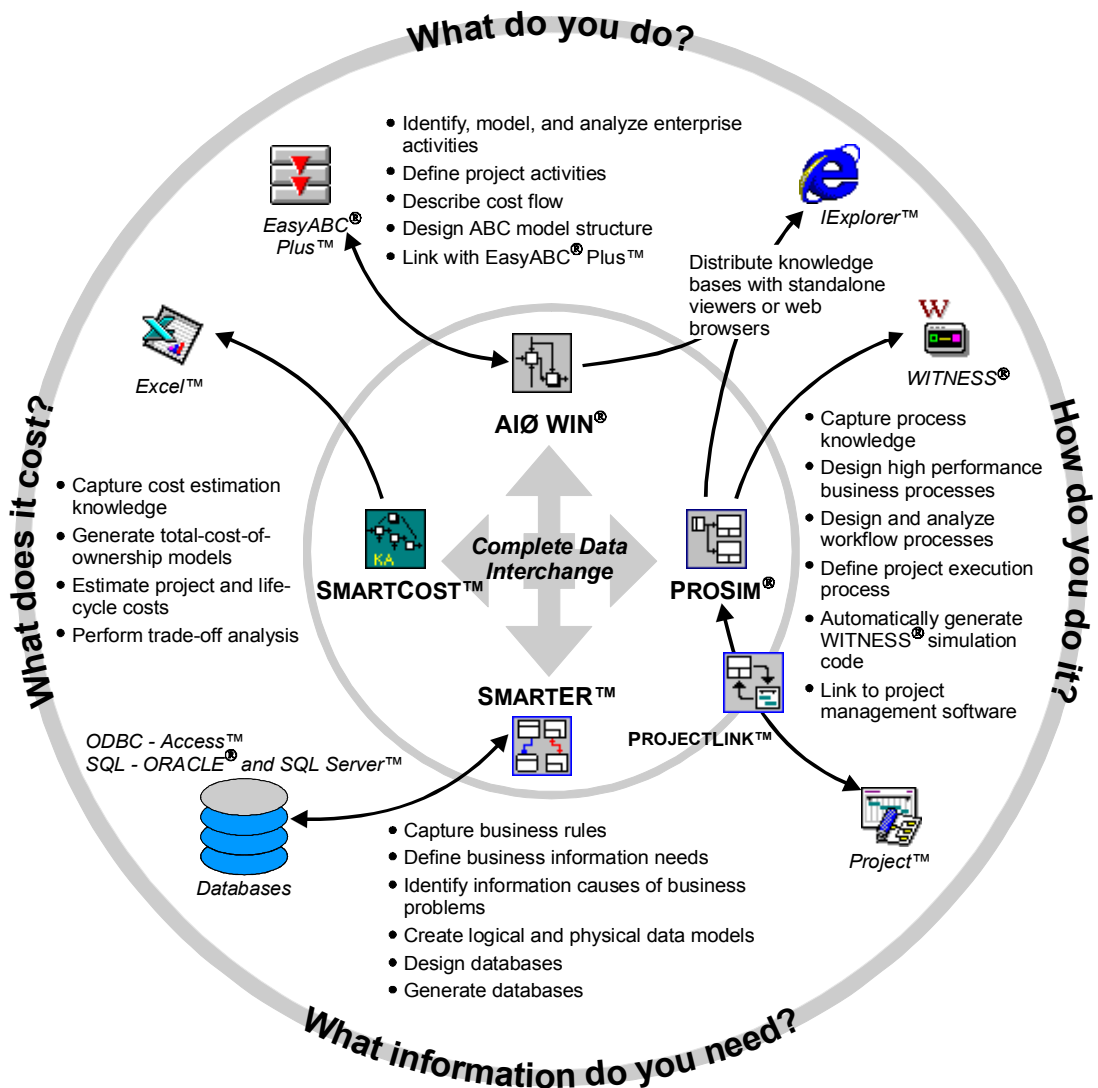 What do you do?
• Identify, model, and analyze enterprise
activities
• Define project activities
• Describe cost flow
• Design ABC model structure
• Link with EasyABC® Plus™
EasyABC®
Plus™
IExplorer™
Distribute knowledge
bases with standalone
viewers or web
browsers
Excel™
W
WITNESS®
AIØ WIN®
What does it cost?
• Capture cost estimation
knowledge
• Generate total-cost-of-
ownership models
• Estimate project and life-
cycle costs
• Perform trade-off analysis
KA
SMARTCOST™
Complete Data
Interchange
PROSIM®
How do you do it?
• Capture process
knowledge
• Design high performance
business processes
• Design and analyze
workflow processes
• Define project execution
process
• Automatically generate
WITNESS® simulation
code
• Link to project
management software
SMARTER™
PROJECTLINK™
ODBC - Access™
SQL - ORACLE® and SQL Server™
Databases
Project™
• Capture business rules
• Define business information needs
• Identify information causes of business
problems
• Create logical and physical data models
• Design databases
• Generate databases
What information do you need?